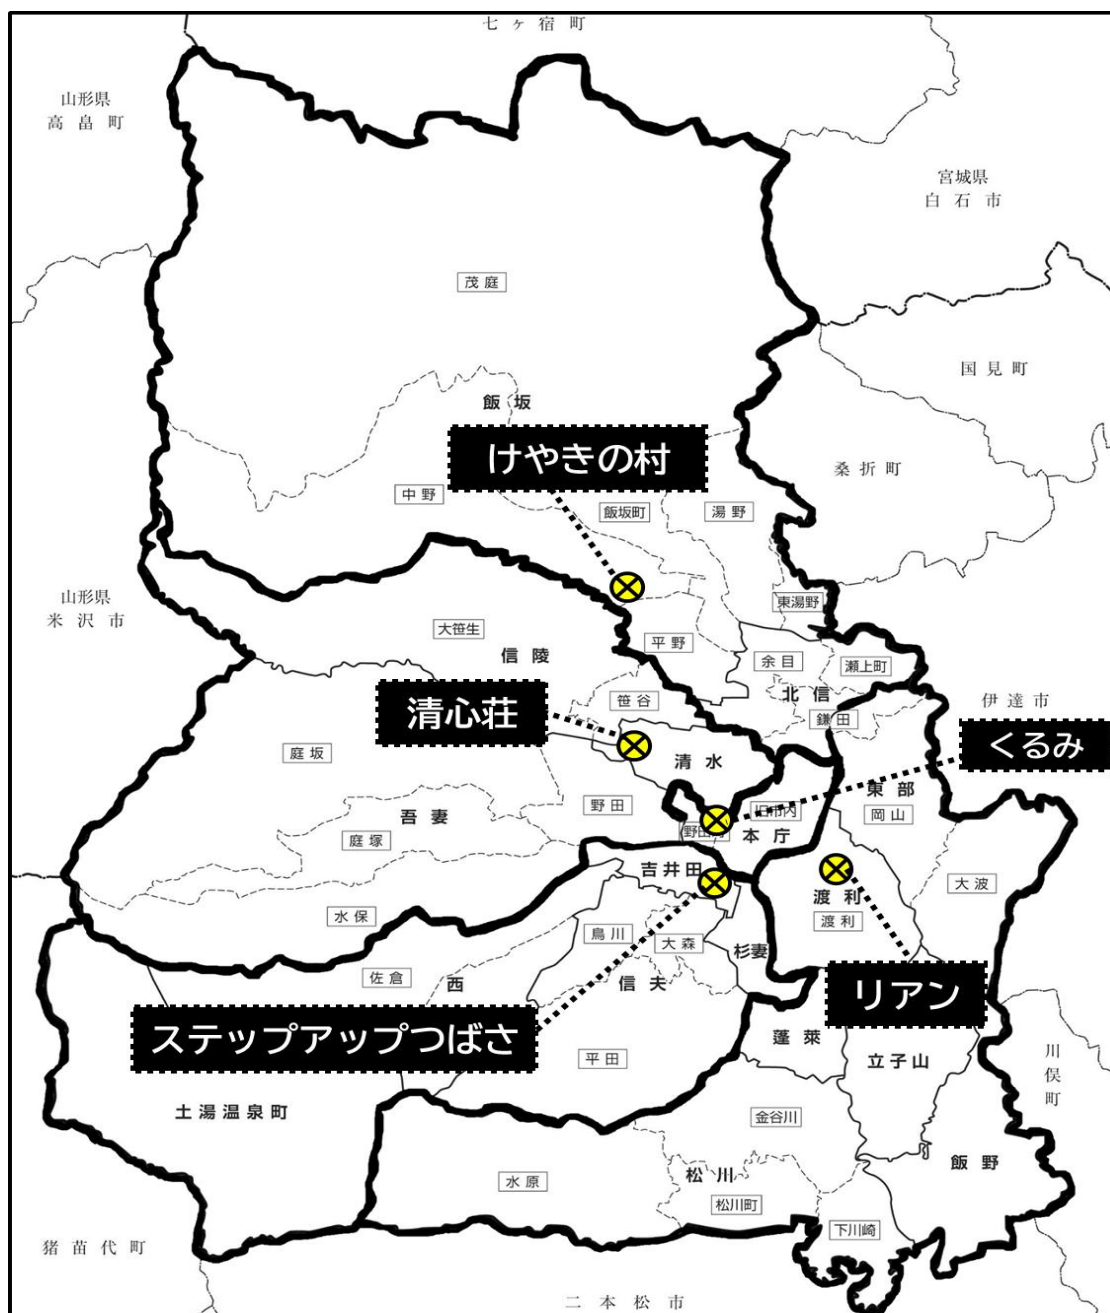 七ヶ宿町
山形県
高畠町
宮城県
白石市
茂庭
国見町
飯坂
けやきの村
桑折町
中野
飯坂町
湯野
山形県
米沢市
東湯野
大笹生
信陵
平野
余目
瀬上町
北信
笹谷
伊達市
清心荘
鎌田
くるみ
庭坂
清水
東部
野田
旧市内
岡山
吾妻
本庁
庭塚
吉井田
大波
渡利
水保
渡利
鳥川
大森
杉妻
佐倉
西
信夫
リアン
ステップアップつばさ
蓬萊
平田
立子山
川俣町
土湯温泉町
金谷川
飯野
松川
水原
松川町
下川崎
猪苗代町
二本松市